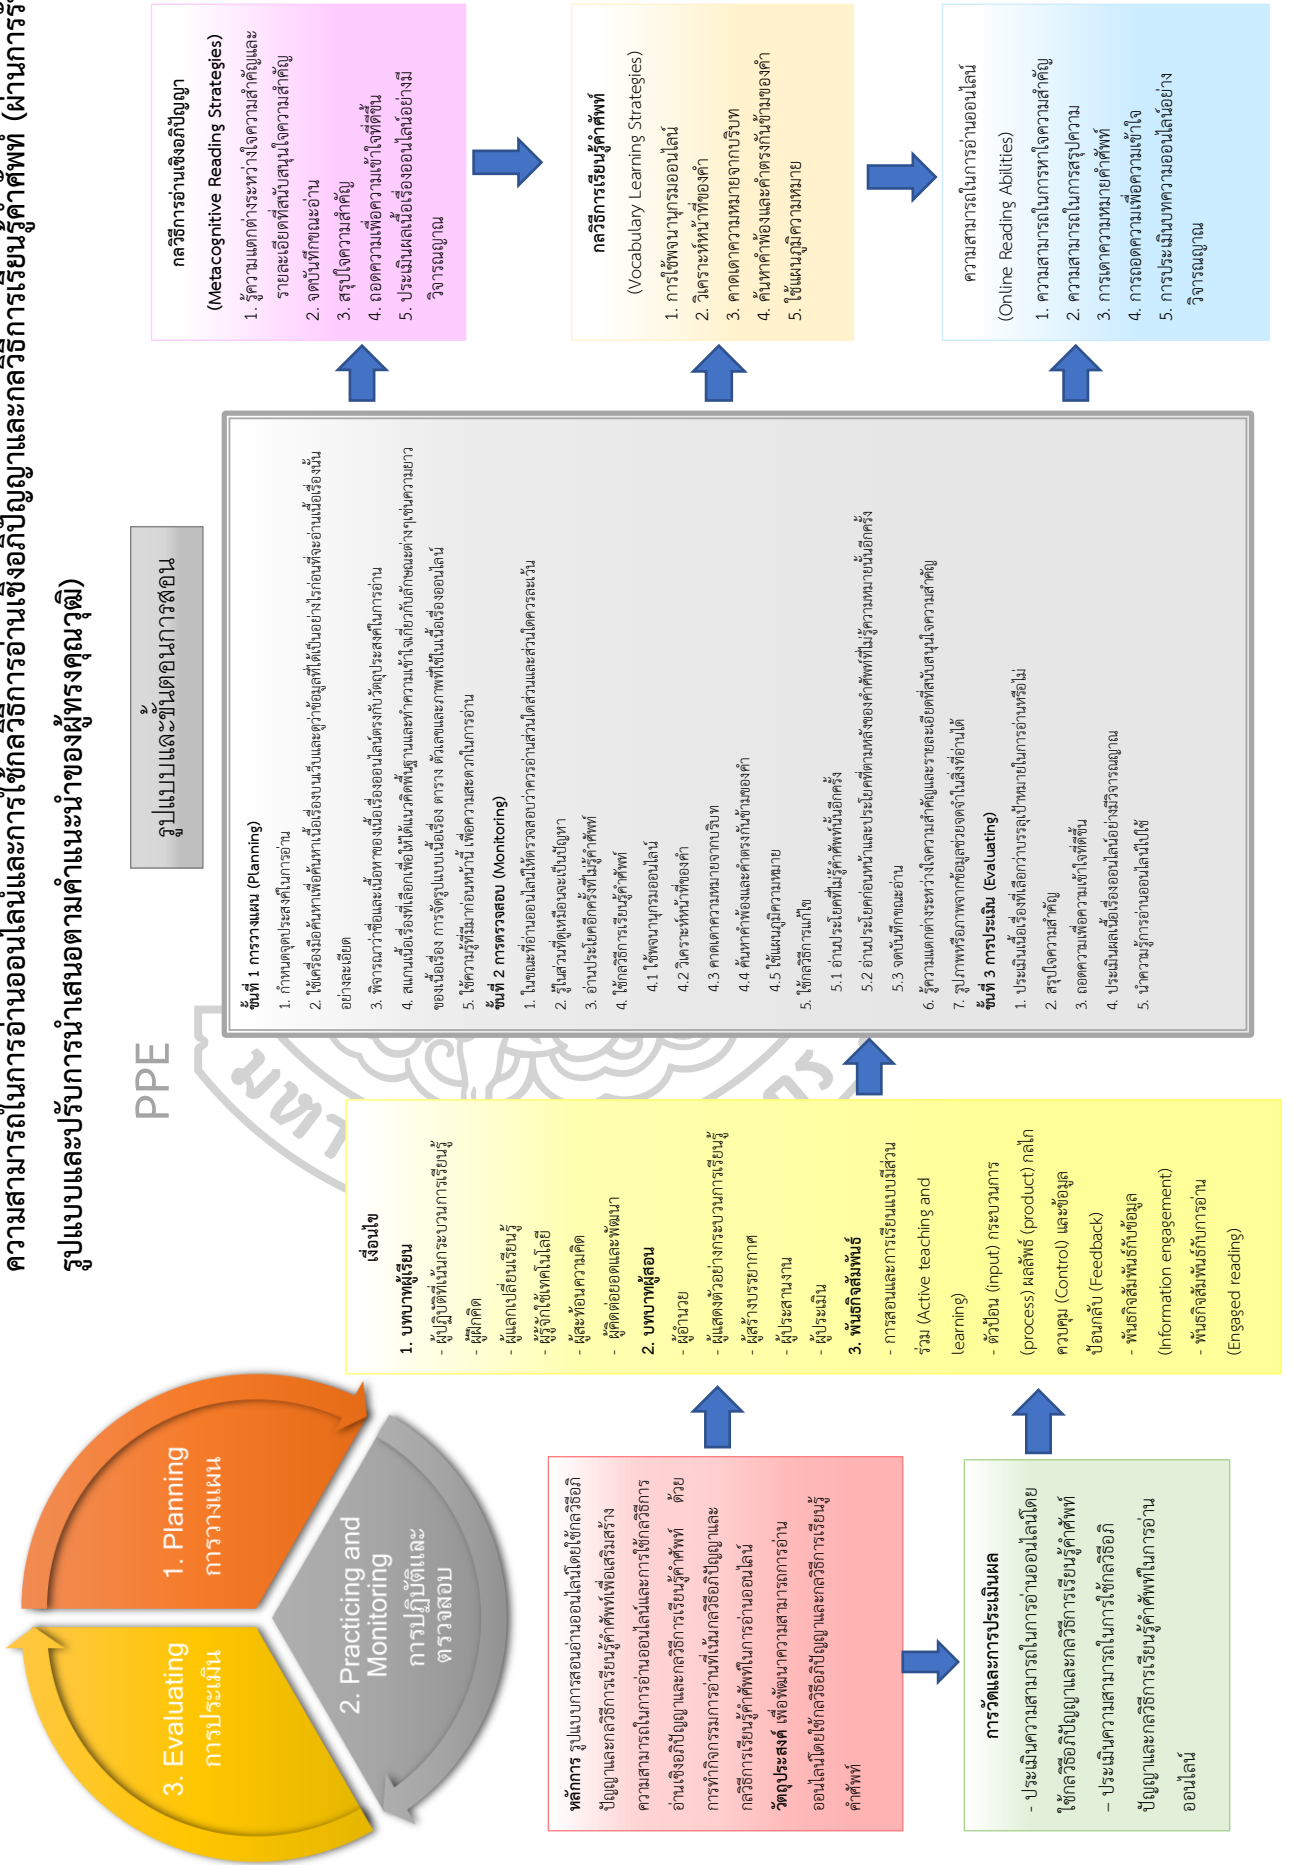 ความสามารถในการอ่านออนไลน์และการใช้กลวิธีการอ่านเชิงอภิปัญญาและกลวิธีการเรียนรู้คำศัพท์ (ผ่านการ
รูปแบบและปรับการนำเสนอตามคำแนะนำของผู้ทรงคุณวุฒิ)
PPE
1. Planning
การวางแผน
2. Practicing and
Monitoring
การปฏิบัติและ
ตรวจสอบ
3. Evaluating
การประเมิน
หลักการ รูปแบบการสอนอ่านออนไลน์โดยใช้กลวิธีอภิ
ปัญญาและกลวิธีการเรียนรู้คำศัพท์เพื่อเสริมสร้าง
ความสามารถในการอ่านออนไลน์และการใช้กลวิธีการ
อ่านเชิงอภิปัญญาและกลวิธีการเรียนรู้คำศัพท์ ด้วย
การทำกิจกรรมการอ่านที่เน้นกลวิธีอภิปัญญาและ
กลวิธีการเรียนรู้คำศัพท์ในการอ่านออนไลน์
วัตถุประสงค์ เพื่อพัฒนาความสามารถการอ่าน
ออนไลน์โดยใช้กลวิธีอภิปัญญาและกลวิธีการเรียนรู้
คำศัพท์
การวัดและการประเมินผล
- ประเมินความสามารถในการอ่านออนไลน์โดย
ใช้กลวิธีอภิปัญญาและกลวิธีการเรียนรู้คำศัพท์
– ประเมินความสามารถในการใช้กลวิธีอภิ
ปัญญาและกลวิธีการเรียนรู้คำศัพท์ในการอ่าน
ออนไลน์
เงื่อนไข
1. บทบาทผู้เรียน
- ผู้ปฏิบัติที่เน้นกระบวนการเรียนรู้
- ผู้ฝึกคิด
- ผู้แลกเปลี่ยนเรียนรู้
- ผู้รู้จักใช้เทคโนโลยี
- ผู้สะท้อนความคิด
- ผู้คิดต่อยอดและพัฒนา
2. บทบาทผู้สอน
- ผู้อำนวย
- ผู้แสดงตัวอย่างกระบวนการเรียนรู้
- ผู้สร้างบรรยากาศ
- ผู้ประสานงาน
- ผู้ประเมิน
3. พันธกิจสัมพันธ์
- การสอนและการเรียนแบบมีส่วน
ร่วม (Active teaching and
learning)
- ตัวป้อน (input) กระบวนการ
(process) ผลลัพธ์ (product) กลไก
ควบคุม (Control) และข้อมูล
ป้อนกลับ (Feedback)
- พันธกิจสัมพันธ์กับข้อมูล
(Information engagement)
- พันธกิจสัมพันธ์กับการอ่าน
(Engaged reading)
รูปแบบและขั้นตอนการสอน
ขั้นที่ 1 การวางแผน (Planning)
1. กำหนดจุดประสงค์ในการอ่าน
2. ใช้เครื่องมือค้นหาเพื่อค้นหาเนื้อเรื่องบนเว็บและดูว่าข้อมูลที่ได้เป็นอย่างไรก่อนที่จะอ่านเนื้อเรื่องนั้น
อย่างละเอียด
3. พิจารณาว่าชื่อและเนื้อหาของเนื้อเรื่องออนไลน์ตรงกับวัตถุประสงค์ในการอ่าน
4. สแกนเนื้อเรื่องที่เลือกเพื่อให้ได้แนวคิดพื้นฐานและทำความเข้าใจเกี่ยวกับลักษณะต่างๆเช่นความยาว
ของเนื้อเรื่อง การจัดรูปแบบเนื้อเรื่อง ตาราง ตัวเลขและภาพที่ใช้ในเนื้อเรื่องออนไลน์
5. ใช้ความรู้ที่มีมาก่อนหน้านี้ เพื่อความสะดวกในการอ่าน
ขั้นที่ 2 การตรวจสอบ (Monitoring)
1. ในขณะที่อ่านออนไลน์ให้ตรวจสอบว่าควรอ่านส่วนใดส่วนและส่วนใดควรละเว้น
2. รู้ในส่วนที่ดูเหมือนจะเป็นปัญหา
3. อ่านประโยคอีกครั้งที่ไม่รู้คำศัพท์
4. ใช้กลวิธีการเรียนรู้คำศัพท์
4.1 ใช้พจนานุกรมออนไลน์
4.2 วิเคราะห์หน้าที่ของคำ
4.3 คาดเดาความหมายจากบริบท
4.4 ค้นหาคำพ้องและคำตรงกันข้ามของคำ
4.5 ใช้แผนภูมิความหมาย
5. ใช้กลวิธีการแก้ไข
5.1 อ่านประโยคที่ไม่รู้คำศัพท์นั้นอีกครั้ง
5.2 อ่านประโยคก่อนหน้าและประโยคที่ตามหลังของคำศัพท์ที่ไม่รู้ความหมายนั้นอีกครั้ง
5.3 จดบันทึกขณะอ่าน
6. รู้ความแตกต่างระหว่างใจความสำคัญและรายละเอียดที่สนับสนุนใจความสำคัญ
7. รูปภาพหรือภาพจากข้อมูลช่วยจดจำในสิ่งที่อ่านได้
ขั้นที่ 3 การประเมิน (Evaluating)
1. ประเมินเนื้อเรื่องที่เลือกว่าบรรลุเป้าหมายในการอ่านหรือไม่
2. สรุปใจความสำคัญ
3. ถอดความเพื่อความเข้าใจที่ดีขึ้น
4. ประเมินผลเนื้อเรื่องออนไลน์อย่างมีวิจารณญาณ
5. นำความรู้การอ่านออนไลน์ไปใช้
กลวิธีการอ่านเชิงอภิปัญญา
(Metacognitive Reading Strategies)
1. รู้ความแตกต่างระหว่างใจความสำคัญและ
รายละเอียดที่สนับสนุนใจความสำคัญ
2. จดบันทึกขณะอ่าน
3. สรุปใจความสำคัญ
4. ถอดความเพื่อความเข้าใจที่ดีขึ้น
5. ประเมินผลเนื้อเรื่องออนไลน์อย่างมี
วิจารณญาณ
กลวิธีการเรียนรู้คำศัพท์
(Vocabulary Learning Strategies)
1. การใช้พจนานุกรมออนไลน์
2. วิเคราะห์หน้าที่ของคำ
3. คาดเดาความหมายจากบริบท
4. ค้นหาคำพ้องและคำตรงกันข้ามของคำ
5. ใช้แผนภูมิความหมาย
ความสามารถในการอ่านออนไลน์
(Online Reading Abilities)
1. ความสามารถในการหาใจความสำคัญ
2. ความสามารถในการสรุปความ
3. การเดาความหมายคำศัพท์
4. การถอดความเพื่อความเข้าใจ
5. การประเมินบทความออนไลน์อย่าง
วิจารณญาณ